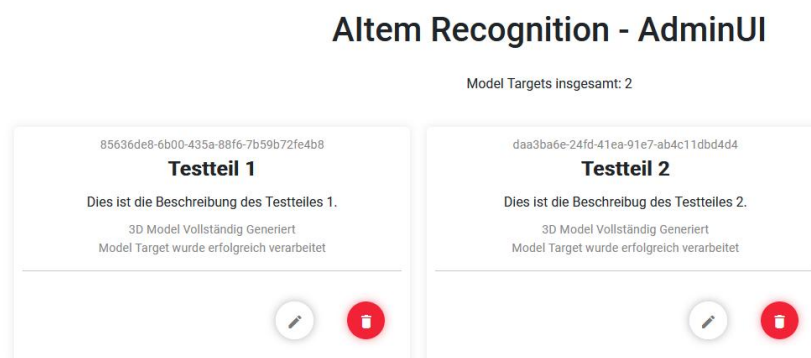 AItem Recognition - AdminUI
Model Targets insgesamt: 2
85636de8-6b00-435a-88f6-7b59b72fe4b8
Testteil 1
Dies ist die Beschreibung des Testteiles 1.
3D Model Vollständig Generiert
Model Target wurde erfolgreich verarbeitet
daa3ba6e-24fd-41ea-91e7-ab4c11dbd4d4
Testteil 2
Dies ist die Beschreibug des Testteiles 2.
3D Model Vollständig Generiert
Model Target wurde erfolgreich verarbeitet